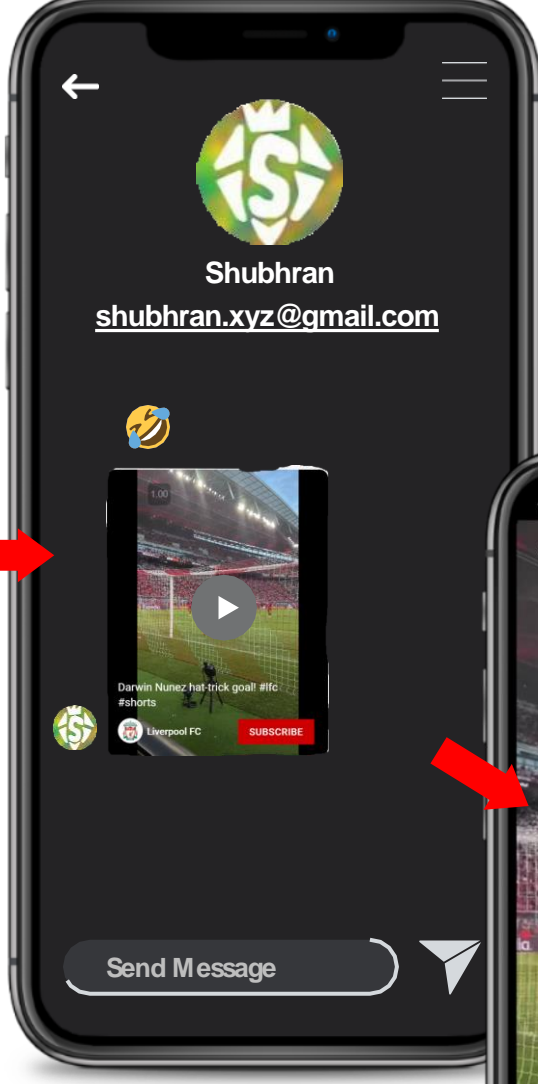 Shubhran
shubhran.xyz@gmail.com
1.00
Darwin Nunez hat-trick goal! #lfc
#shorts
Liverpool FC
SUBSCRIBE
Send Message